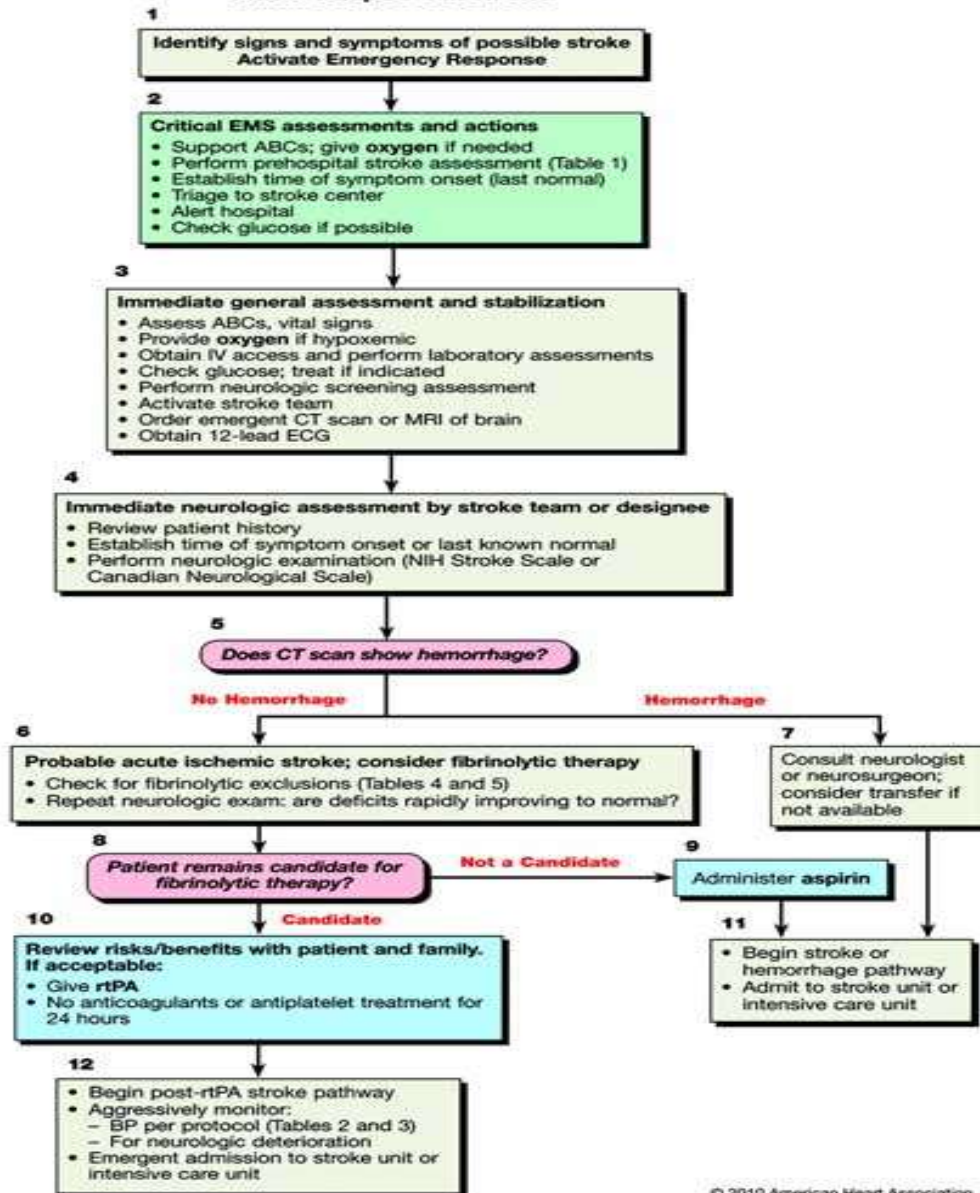 1
Identify signs and symptoms of possible stroke
Activate Emergency Response
2
Critical EMS assessments and actions
• Support ABCs; give oxygen if needed
• Perform prehospital stroke assessment (Table 1)
• Establish time of symptom onset (last normal)
• Triage to stroke center
• Alert hospital
• Check glucose if possible
3
Immediate general assessment and stabilization
• Assess ABCs, vital signs
• Provide oxygen if hypoxemic
• Obtain IV access and perform laboratory assessments
• Check glucose; treat if indicated
• Perform neurologic screening assessment
• Activate stroke team
• Order emergent CT scan or MRI of brain
• Obtain 12-lead ECG
4
Immediate neurologic assessment by stroke team or designee
• Review patient history
• Establish time of symptom onset or last known normal
• Perform neurologic examination (NIH Stroke Scale or
Canadian Neurological Scale)
5
Does CT scan show hemorrhage?
No Hemorrhage
Hemorrhage
6
Probable acute ischemic stroke; consider fibrinolytic therapy
• Check for fibrinolytic exclusions (Tables 4 and 5)
• Repeat neurologic exam: are deficits rapidly improving to normal?
7
Consult neurologist
or neurosurgeon;
consider transfer if
not available
8
Patient remains candidate for
fibrinolytic therapy?
Not a Candidate
9
Administer aspirin
Candidate
10
Review risks/benefits with patient and family.
If acceptable:
• Give rtPA
• No anticoagulants or antiplatelet treatment for
24 hours
11
• Begin stroke or
hemorrhage pathway
• Admit to stroke unit or
intensive care unit
12
• Begin post-rtPA stroke pathway
• Aggressively monitor:
– BP per protocol (Tables 2 and 3)
– For neurologic deterioration
• Emergent admission to stroke unit or
intensive care unit
© 2010 American Heart Association